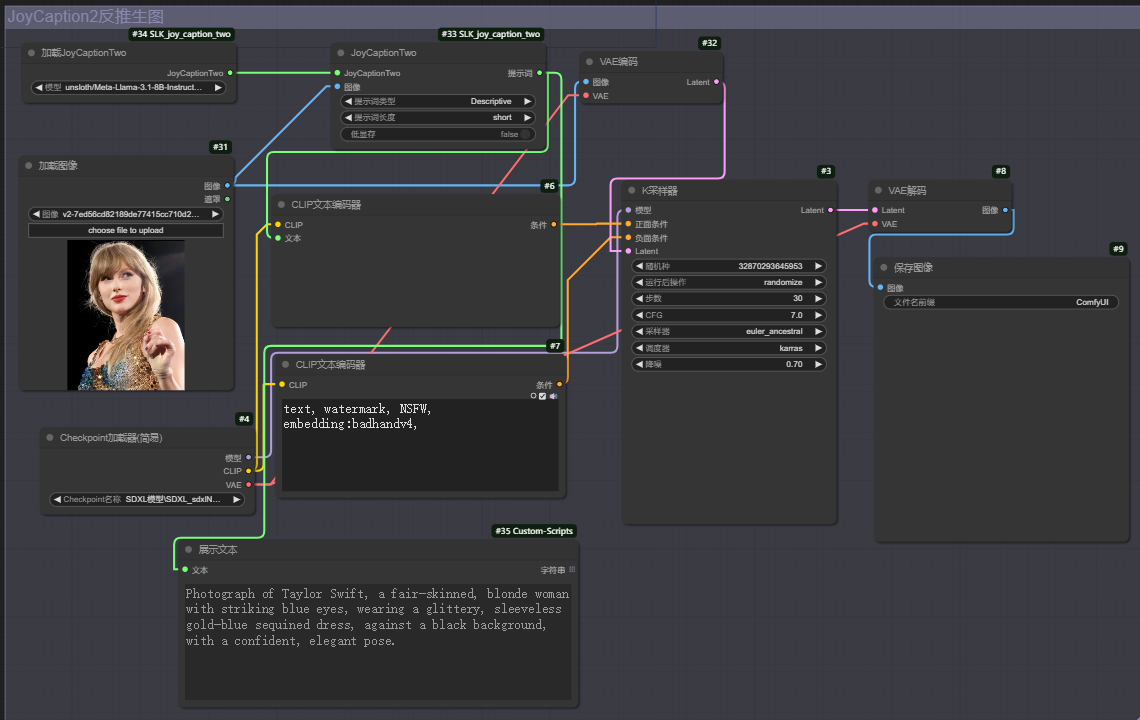 JoyCaption2反推生图
#34 SLK_joy_caption_two
加载JoyCaptionTwo
JoyCaptionTwo
模型 unsloth/Meta-Llama-3.1-8B-Instruct...
#33 SLK_joy_caption_two
JoyCaptionTwo
JoyCaptionTwo 提示词
图像
提示词类型 Descriptive
提示词长度 short
低显存 false
#32
VAE编码
图像 Latent
VAE
#31
加载图像
图像
遮罩
图像 v2-7ed56cd82189de77415cc710d2...
choose file to upload
#6
CLIP文本编码器
CLIP 条件
文本
#3
K采样器
模型 Latent
正面条件
负面条件
Latent
随机种 32870293645953
运行后操作 randomize
步数 30
CFG 7.0
采样器 euler_ancestral
调度器 karras
降噪 0.70
#8
VAE解码
Latent 图像
VAE
#9
保存图像
图像
文件名前缀 ComfyUI
#7
CLIP文本编码器
CLIP 条件
text, watermark, NSFW,
embedding:badhandv4,
#4
Checkpoint加载器(简易)
模型
CLIP
VAE
Checkpoint名称 SDXL模型\SDXL_sdxlN...
#35 Custom-Scripts
展示文本
文本 字符串
Photograph of Taylor Swift, a fair-skinned, blonde woman
with striking blue eyes, wearing a glittery, sleeveless
gold-blue sequined dress, against a black background,
with a confident, elegant pose.